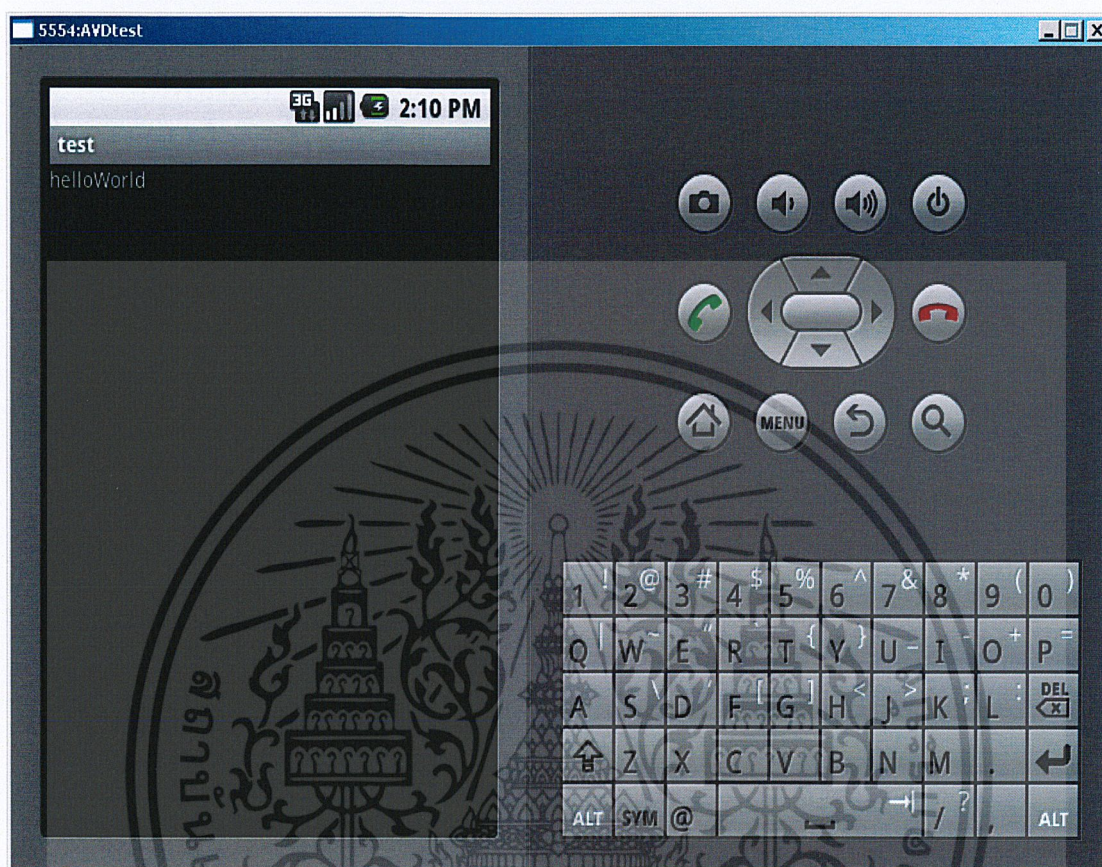 5554:AVDtest
3G 2:10 PM
test
helloWorld
MENU
1 ! 2 @ 3 # 4 $ 5 % 6 ^ 7 & 8 * 9 ( 0 )
Q | W ~ E " R ` T { Y } U _ I - O + P =
A S \ D ' F [ G ] H < J > K ; L : DEL
Z X C V B N M .
ALT SYM @ / ? , ALT